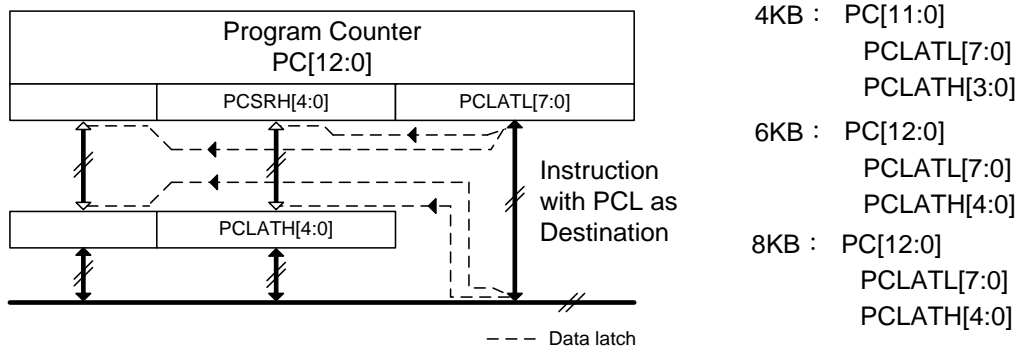 Program Counter
PC[12:0]
PCSRH[4:0]
PCLATL[7:0]
Instruction
with PCL as
Destination
PCLATH[4:0]
Data latch
4KB： PC[11:0]
PCLATL[7:0]
PCLATH[3:0]
6KB： PC[12:0]
PCLATL[7:0]
PCLATH[4:0]
8KB： PC[12:0]
PCLATL[7:0]
PCLATH[4:0]